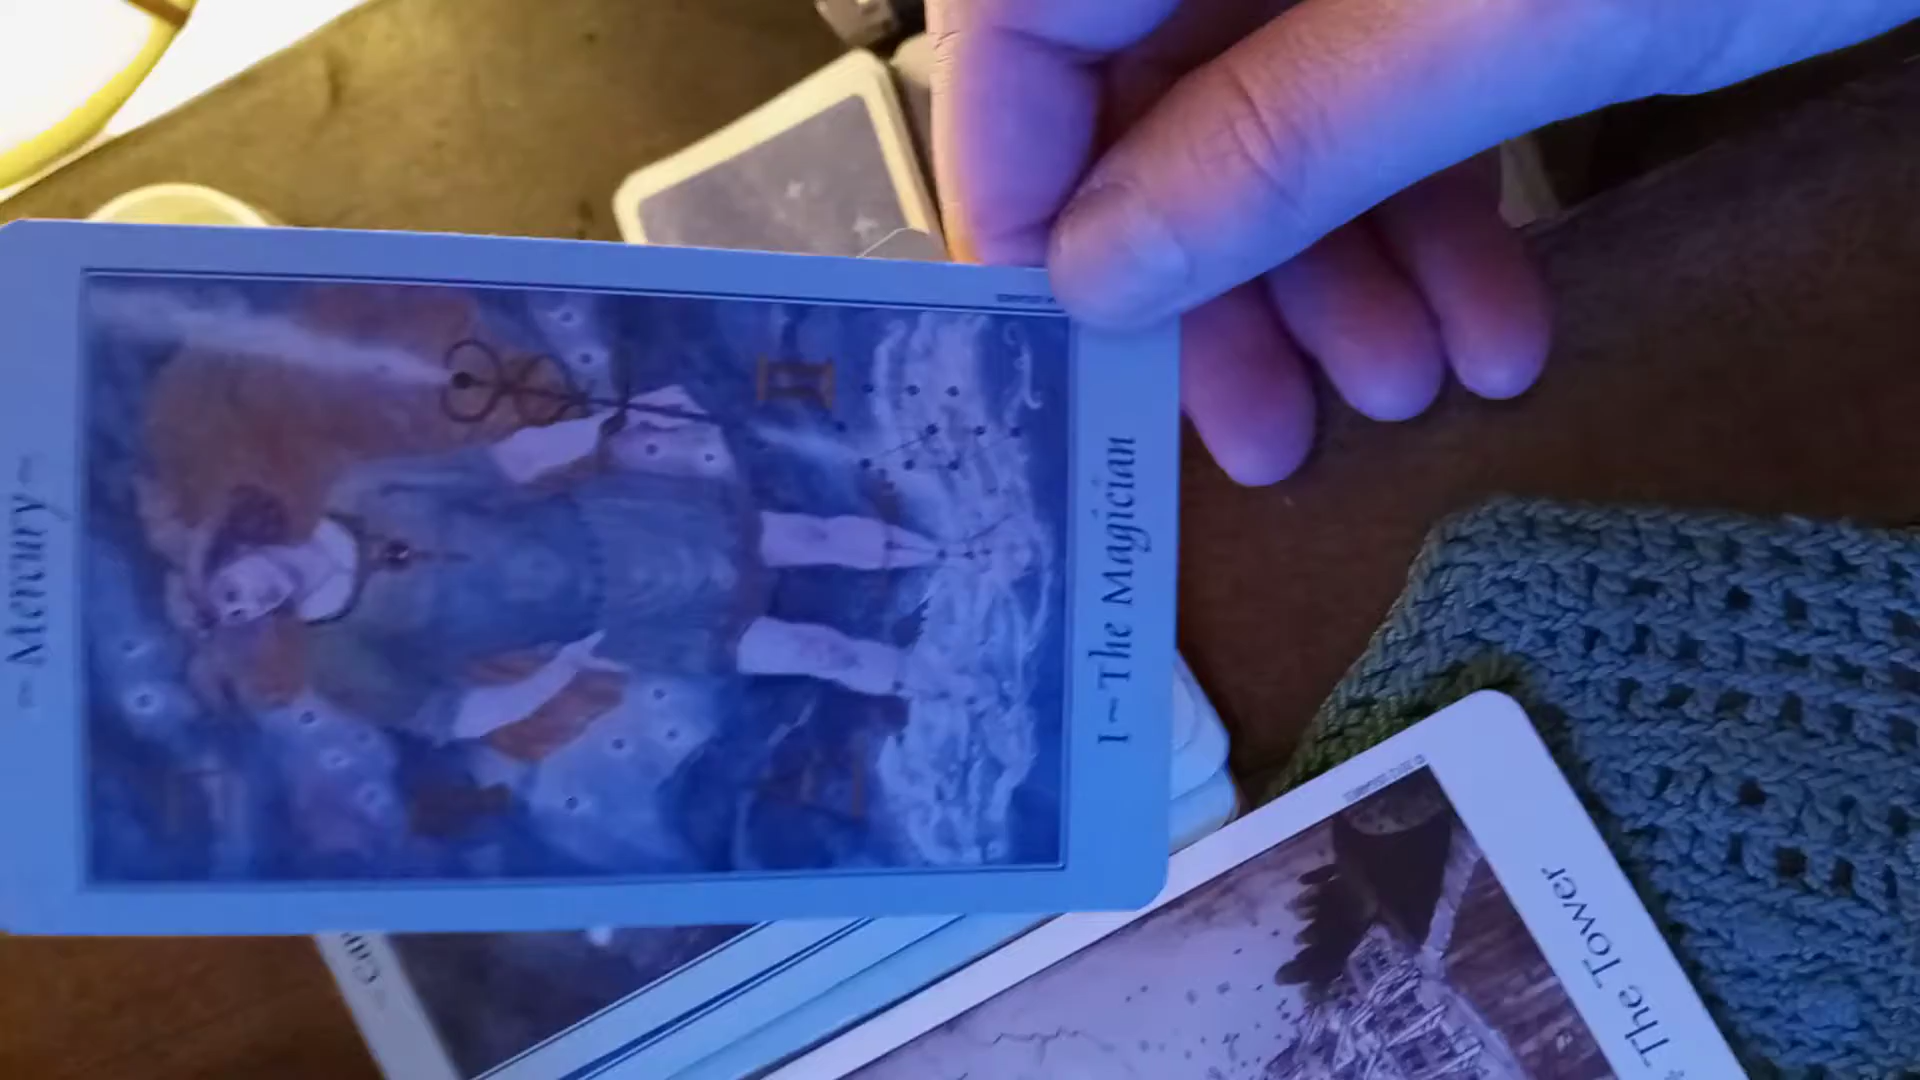 ~ Mercury ~
I ~ The Magician
The Tower